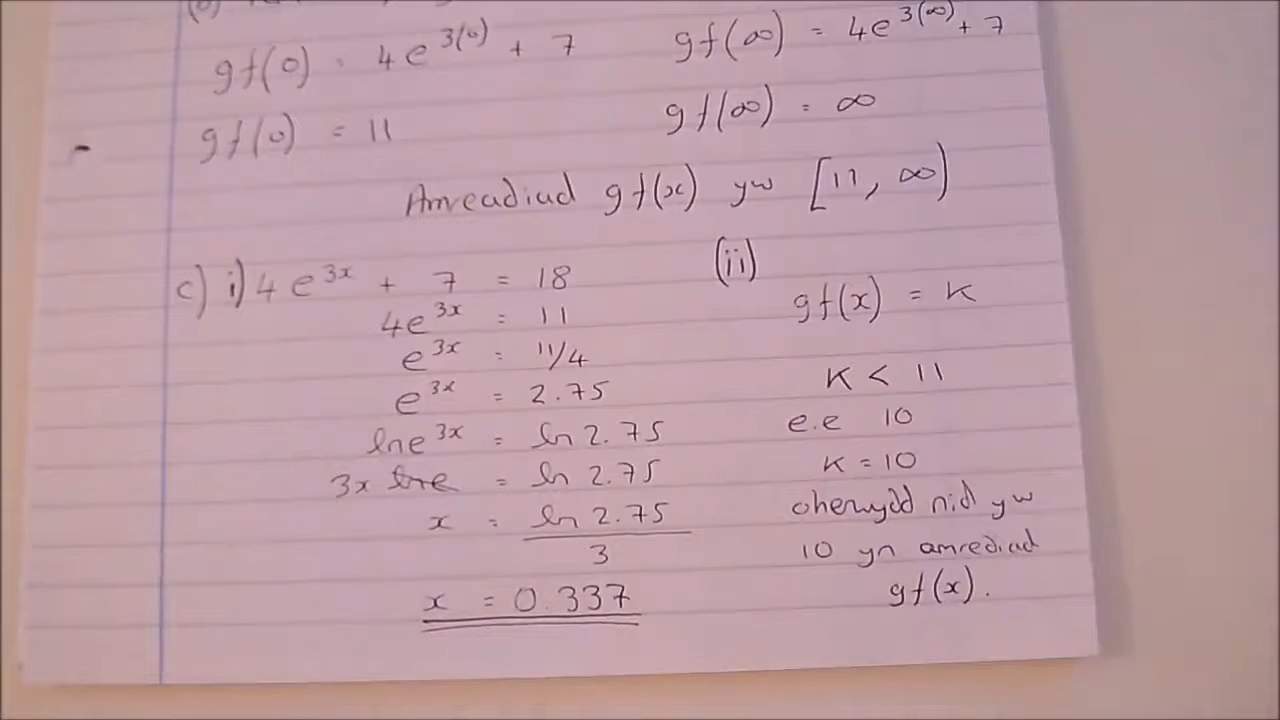 gf(0) = 4e^3(0) + 7
gf(0) = 11
gf(∞) = 4e^3(∞) + 7
gf(∞) = ∞
Amrediad gf(x) yw [11, ∞)
c) i) 4e^3x + 7 = 18
4e^3x = 11
e^3x = 11/4
e^3x = 2.75
ln e^3x = ln 2.75
3x ln e = ln 2.75
x = ln 2.75
3
x = 0.337
(ii)
gf(x) = K
K < 11
e.e 10
K = 10
oherwydd nid yw
10 yn amrediad
gf(x).